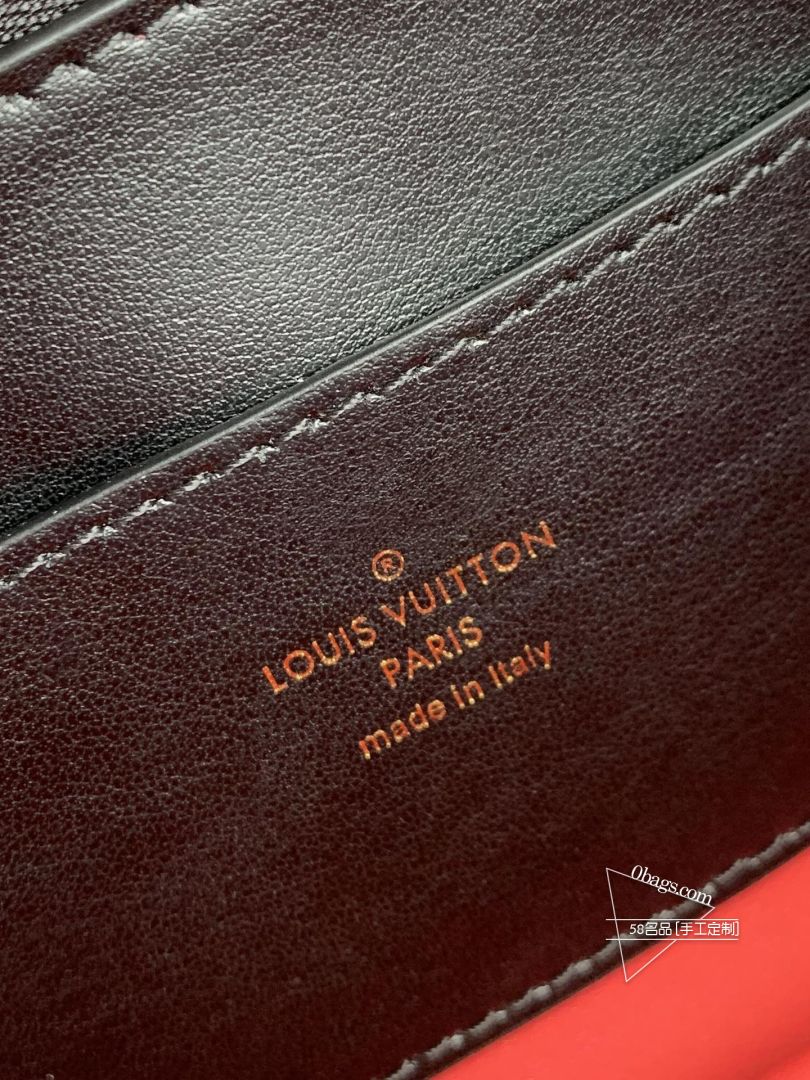 ®
LOUIS VUITTON
PARIS
made in italy
0bags.com
58名品[手工定制]